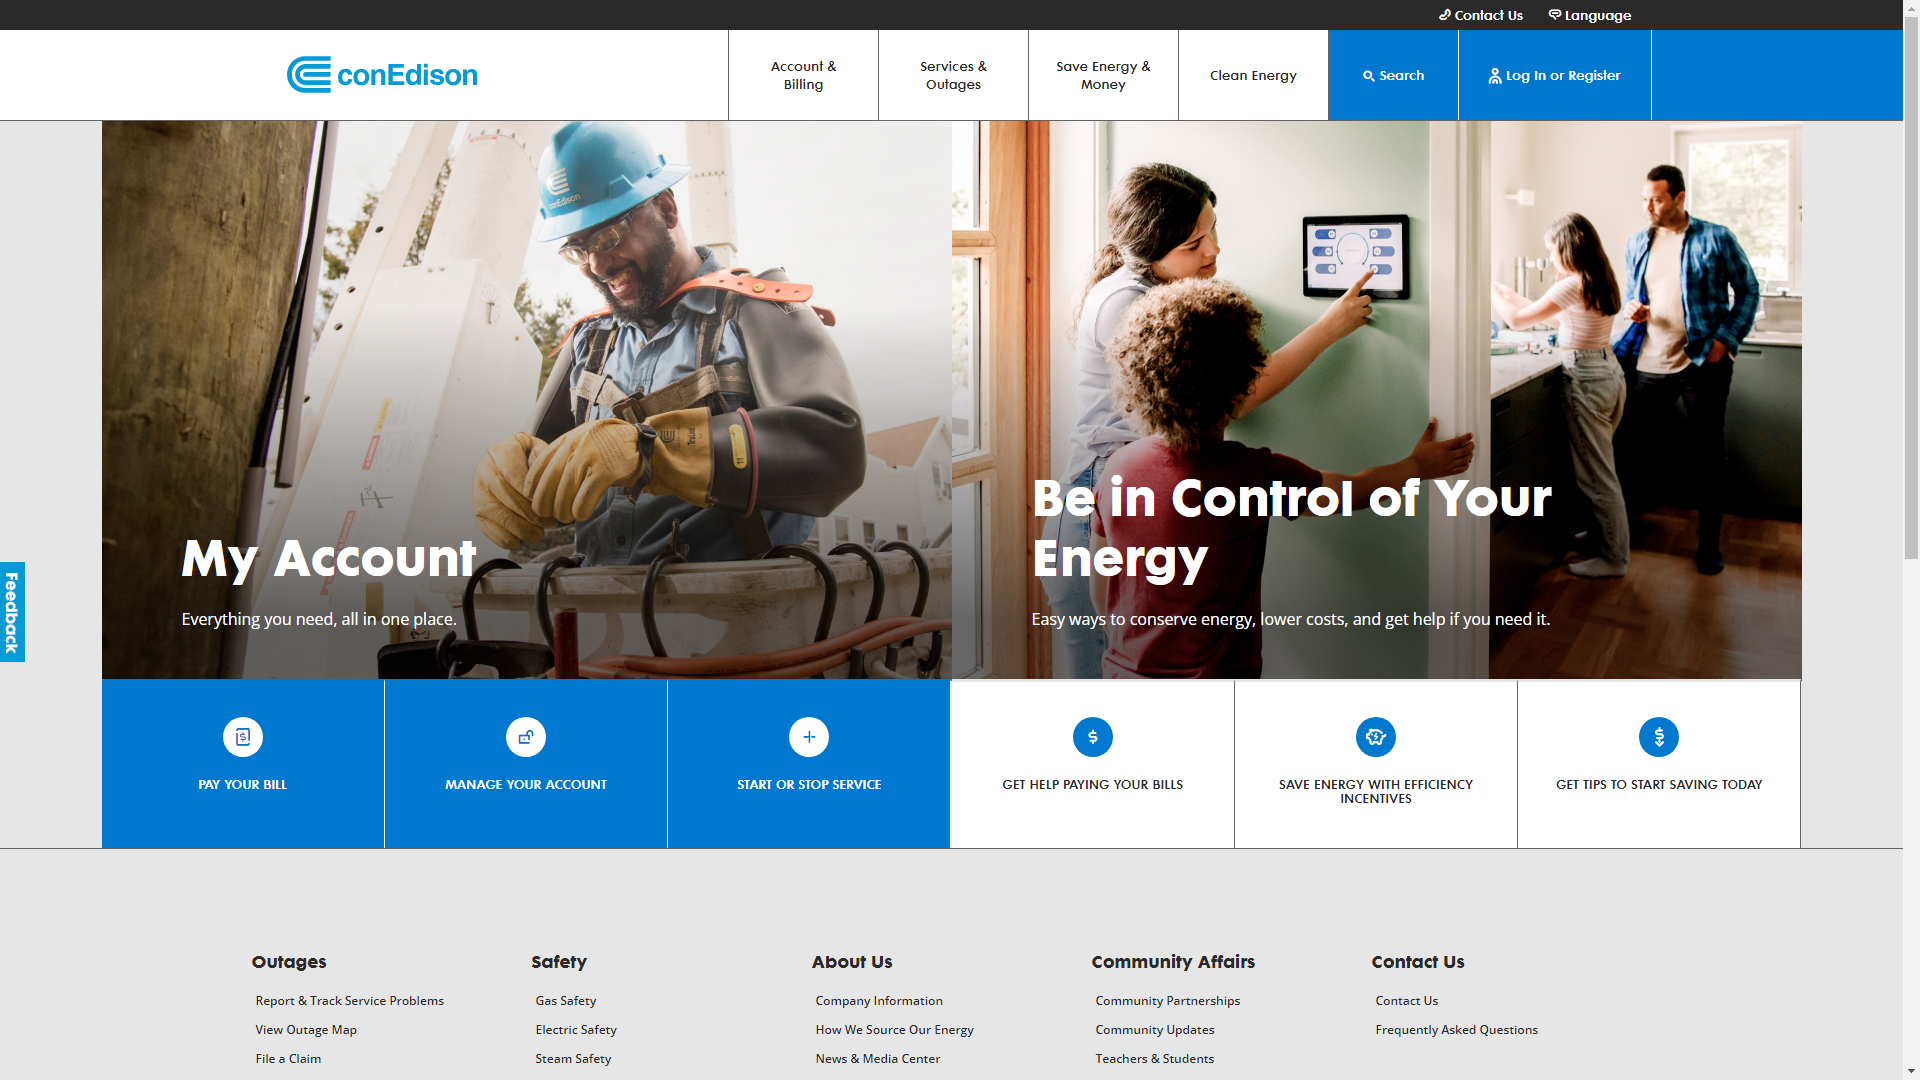 Contact Us
Language
conEdison
Account &
Billing
Services &
Outages
Save Energy &
Money
Clean Energy
Search
Log In or Register
conEdison
My Account
Everything you need, all in one place.
Be in Control of Your
Energy
Easy ways to conserve energy, lower costs, and get help if you need it.
Feedback
PAY YOUR BILL
MANAGE YOUR ACCOUNT
START OR STOP SERVICE
GET HELP PAYING YOUR BILLS
SAVE ENERGY WITH EFFICIENCY
INCENTIVES
GET TIPS TO START SAVING TODAY
Outages
Report & Track Service Problems
View Outage Map
File a Claim
Safety
Gas Safety
Electric Safety
Steam Safety
About Us
Company Information
How We Source Our Energy
News & Media Center
Community Affairs
Community Partnerships
Community Updates
Teachers & Students
Contact Us
Contact Us
Frequently Asked Questions